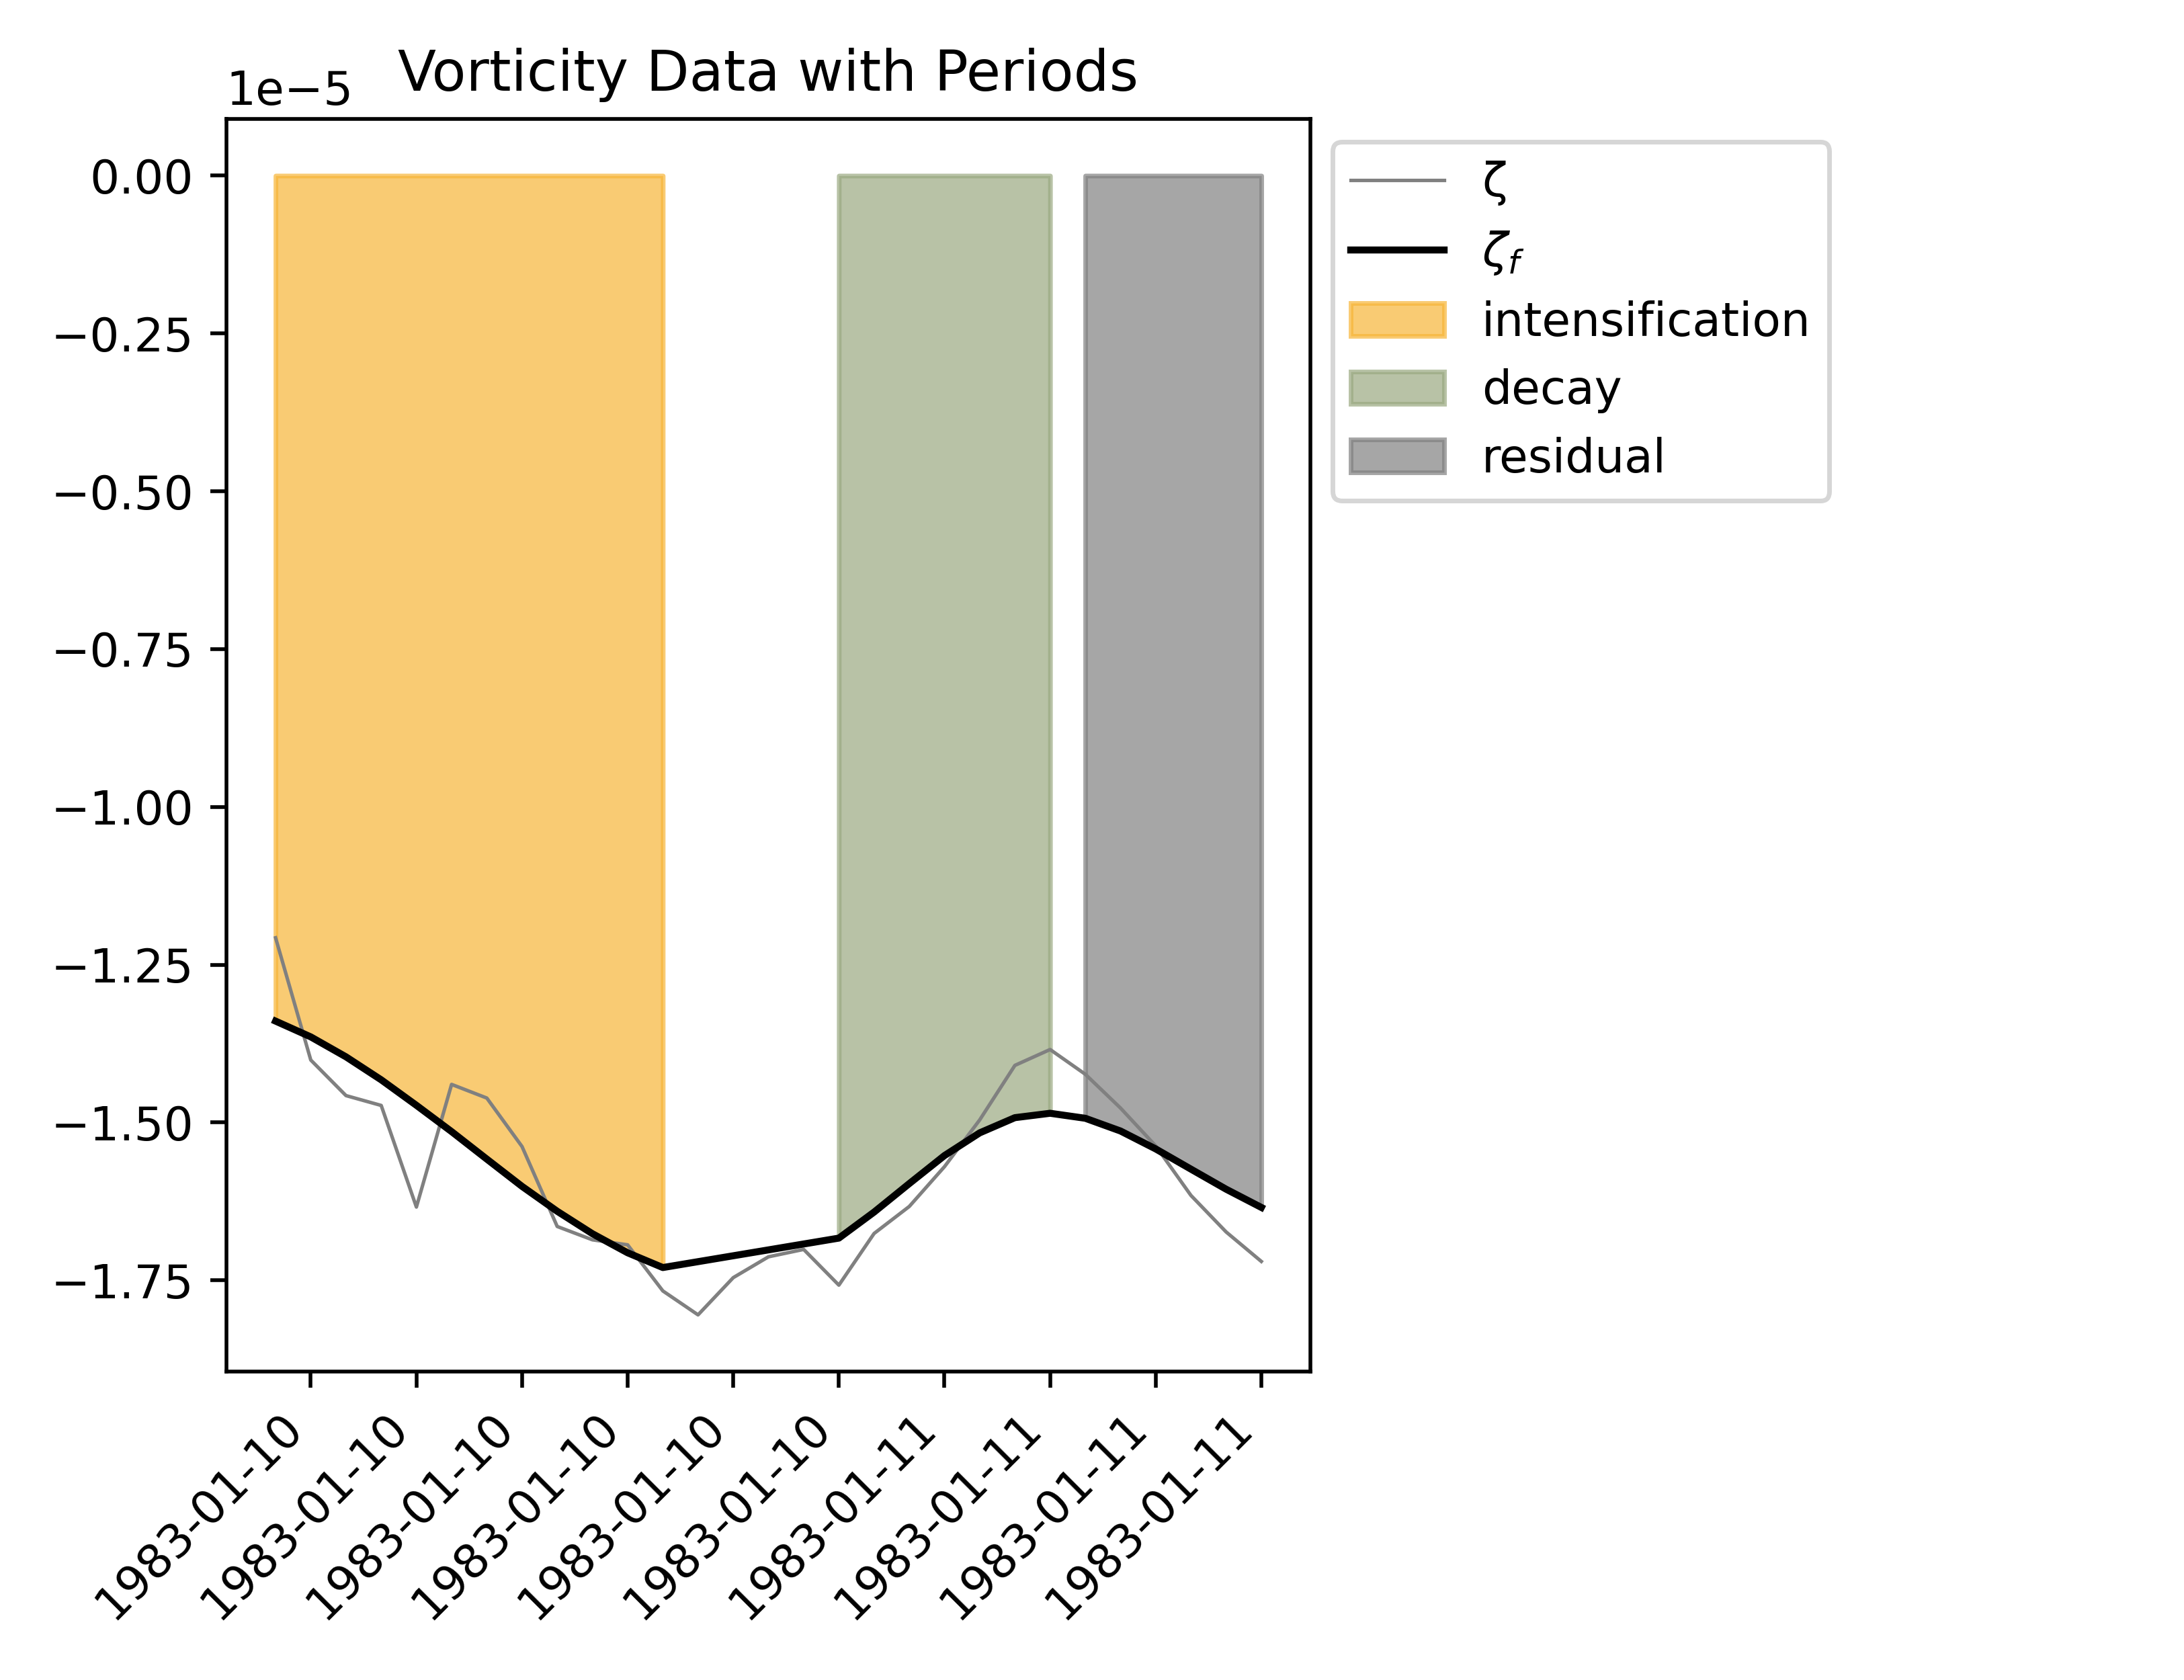 Vorticity Data with Periods
1e−5
0.00
−0.25
−0.50
−0.75
−1.00
−1.25
−1.50
−1.75
1983-01-10
1983-01-10
1983-01-10
1983-01-10
1983-01-10
1983-01-10
1983-01-11
1983-01-11
1983-01-11
1983-01-11
ζ
ζf
intensification
decay
residual